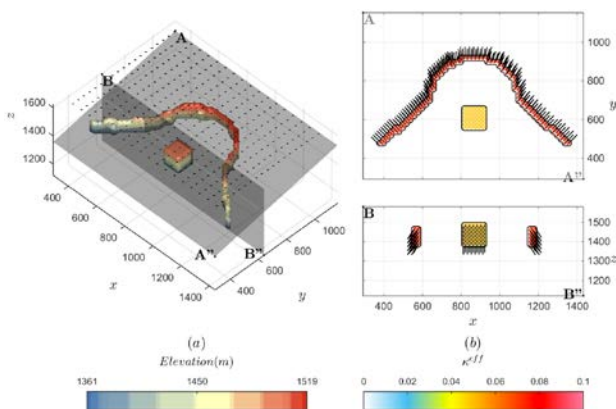 A
B
1600
1400
1200
z
400
600
800
1000
1200
1400
x
A"
B"
400
600
800
1000
y
(a)
A
1000
800
600
400
y
A"
B
1500
1400
1300
1200
z
B"
400
600
800
1000
1200
1400
x
(b)
Elevation(m)
1361
1450
1519
κeff
0
0.02
0.04
0.06
0.08
0.1